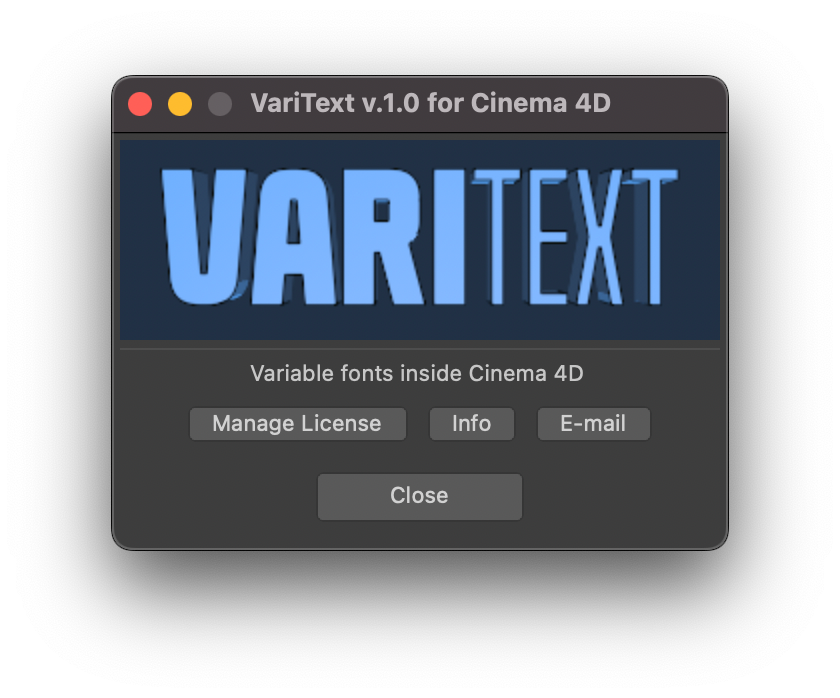 VariText v.1.0 for Cinema 4D
VARITEXT
Variable fonts inside Cinema 4D
Manage License Info E-mail
Close